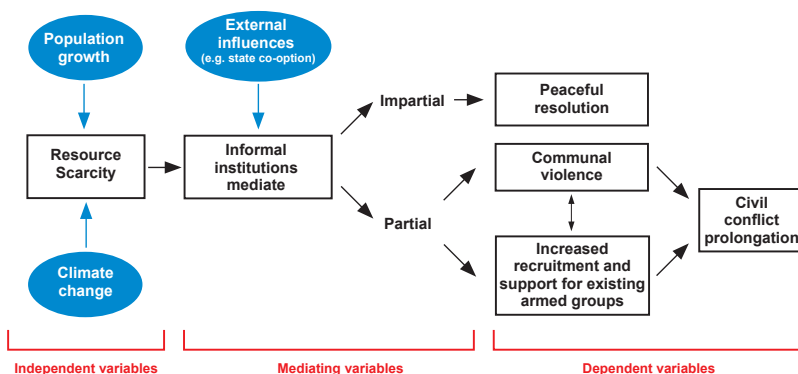 Population
growth
External
influences
(e.g. state co-option)
Impartial
Peaceful
resolution
Resource
Scarcity
Informal
institutions
mediate
Communal
violence
Partial
Civil
conflict
prolongation
Increased
recruitment and
support for existing
armed groups
Climate
change
Independent variables
Mediating variables
Dependent variables